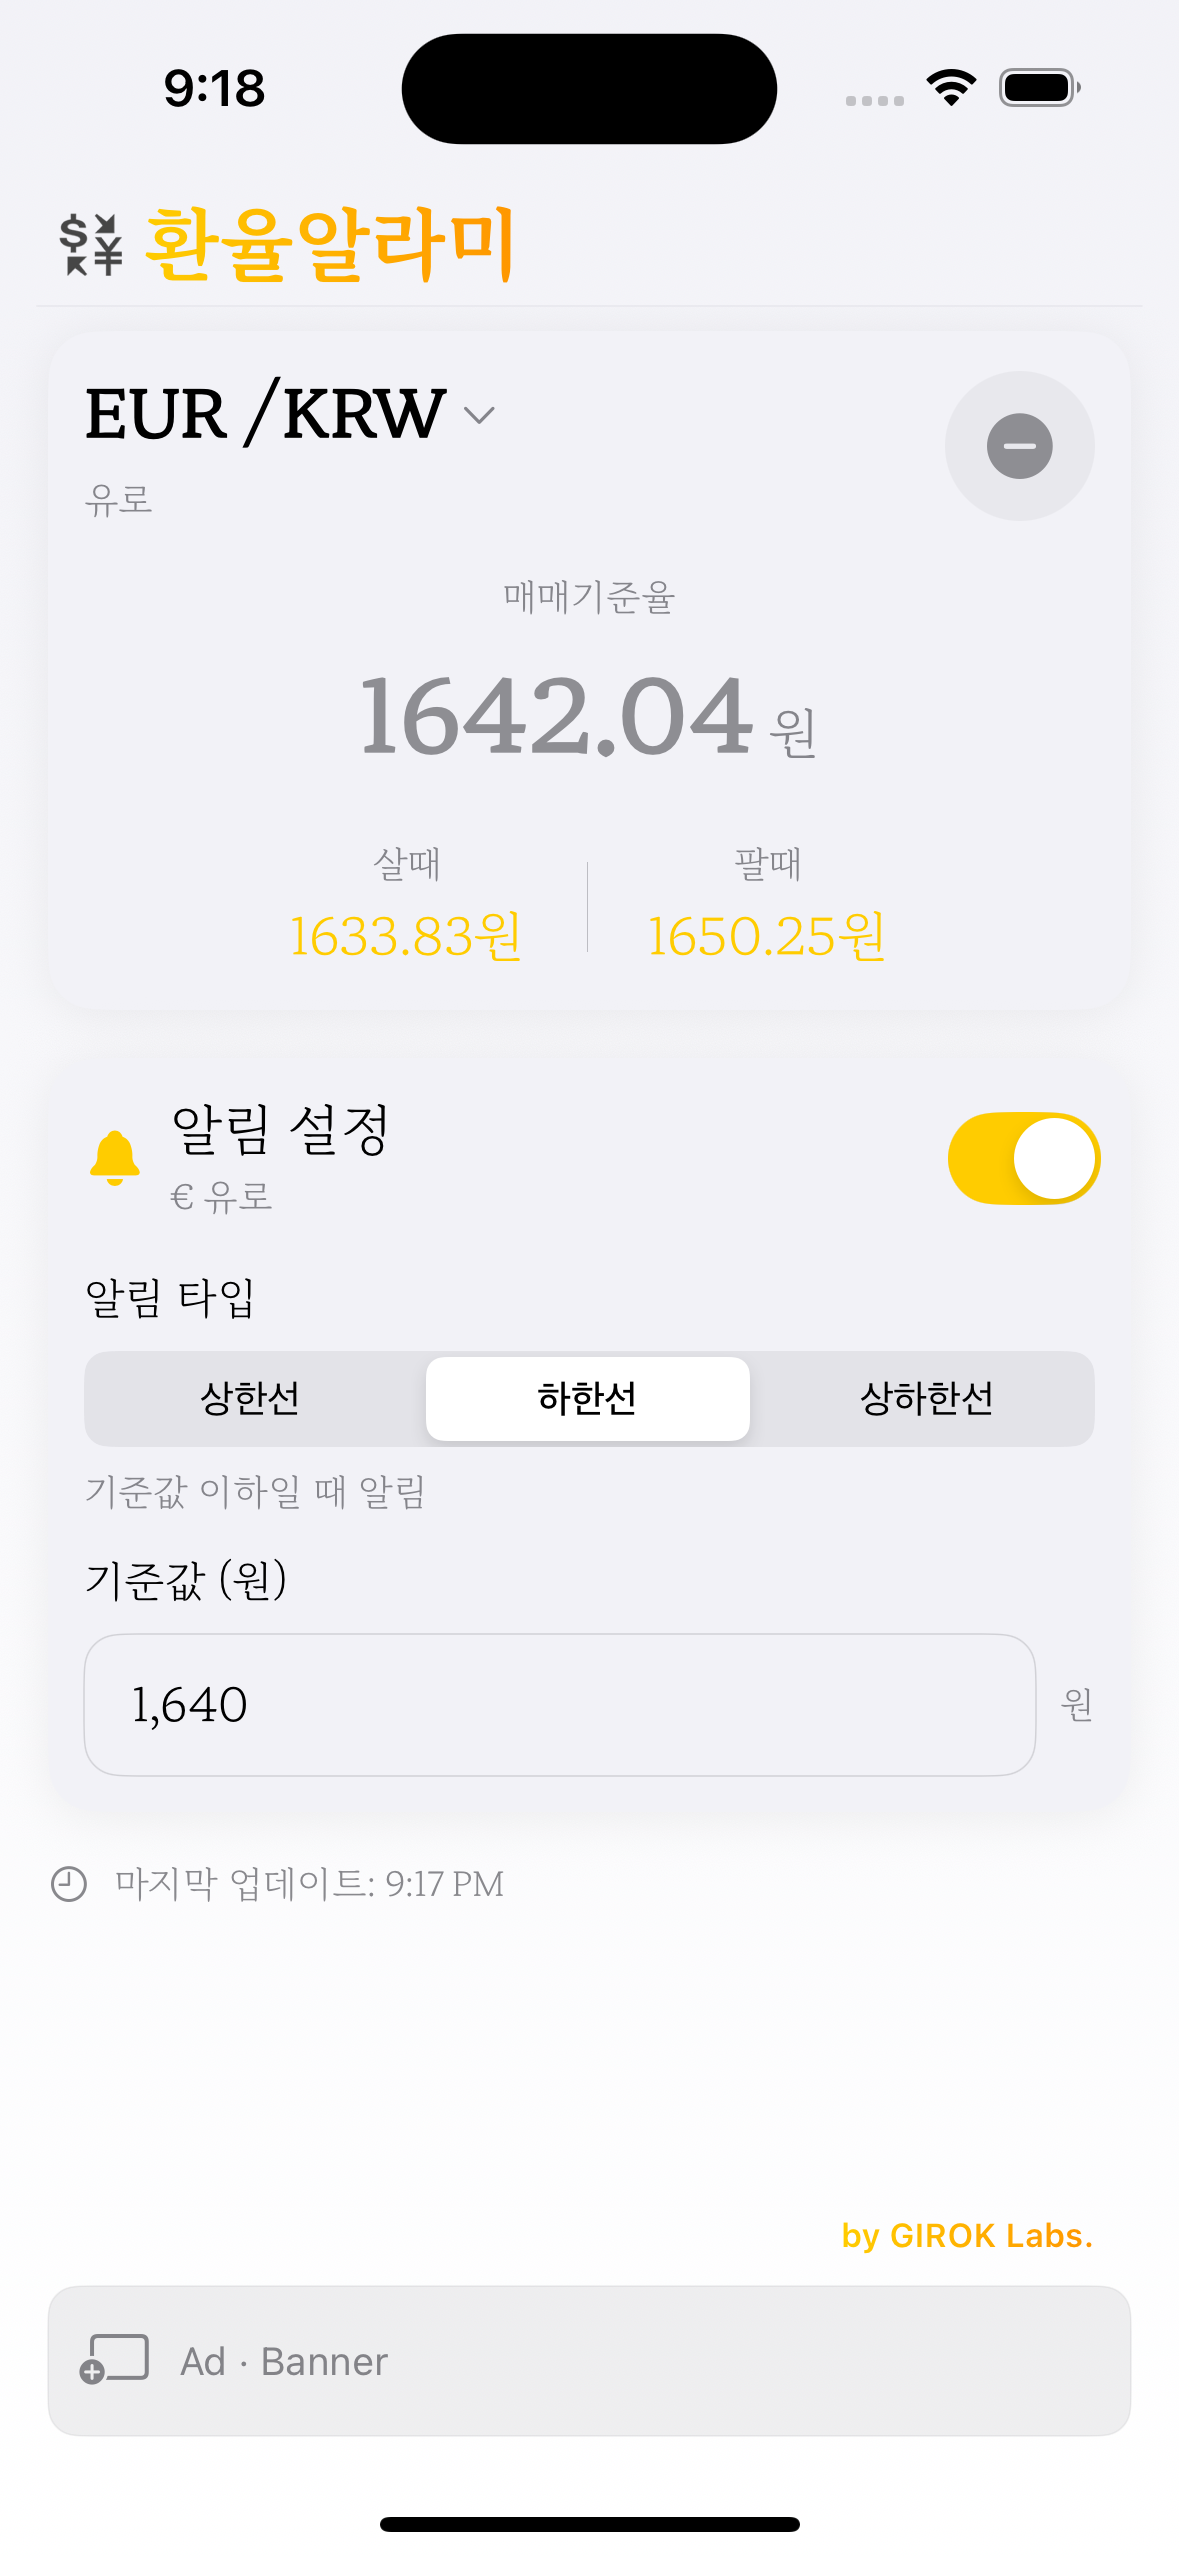 9:18
$ ¥ 환율알라미
EUR /KRW
유로
매매기준율
1642.04 원
살때 팔때
1633.83원 1650.25원
알림 설정
€ 유로
알림 타입
상한선 하한선 상하한선
기준값 이하일 때 알림
기준값 (원)
1,640 원
마지막 업데이트: 9:17 PM
by GIROK Labs.
Ad · Banner